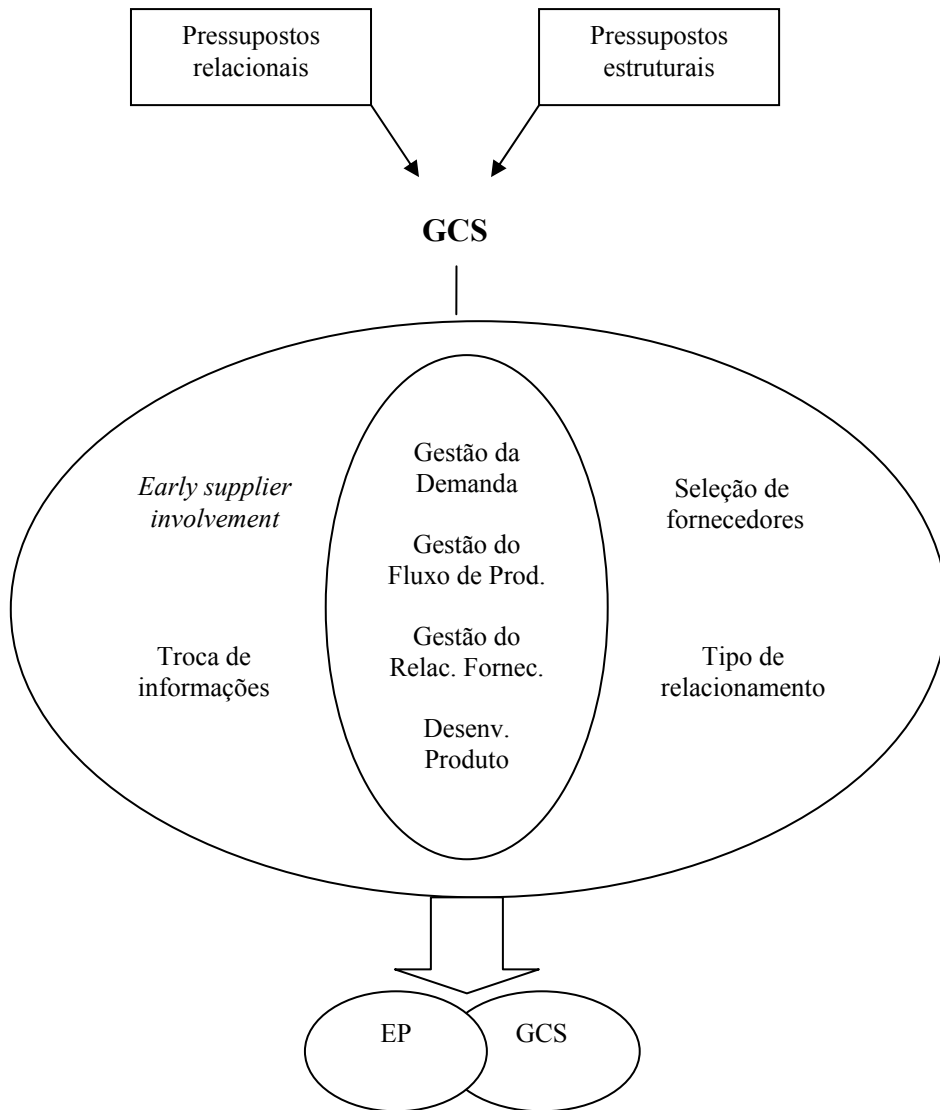 Pressupostos
relacionais
Pressupostos
estruturais
GCS
Early supplier
involvement
Troca de
informações
Gestão da
Demanda
Gestão do
Fluxo de Prod.
Gestão do
Relac. Fornec.
Desenv.
Produto
Seleção de
fornecedores
Tipo de
relacionamento
EP
GCS